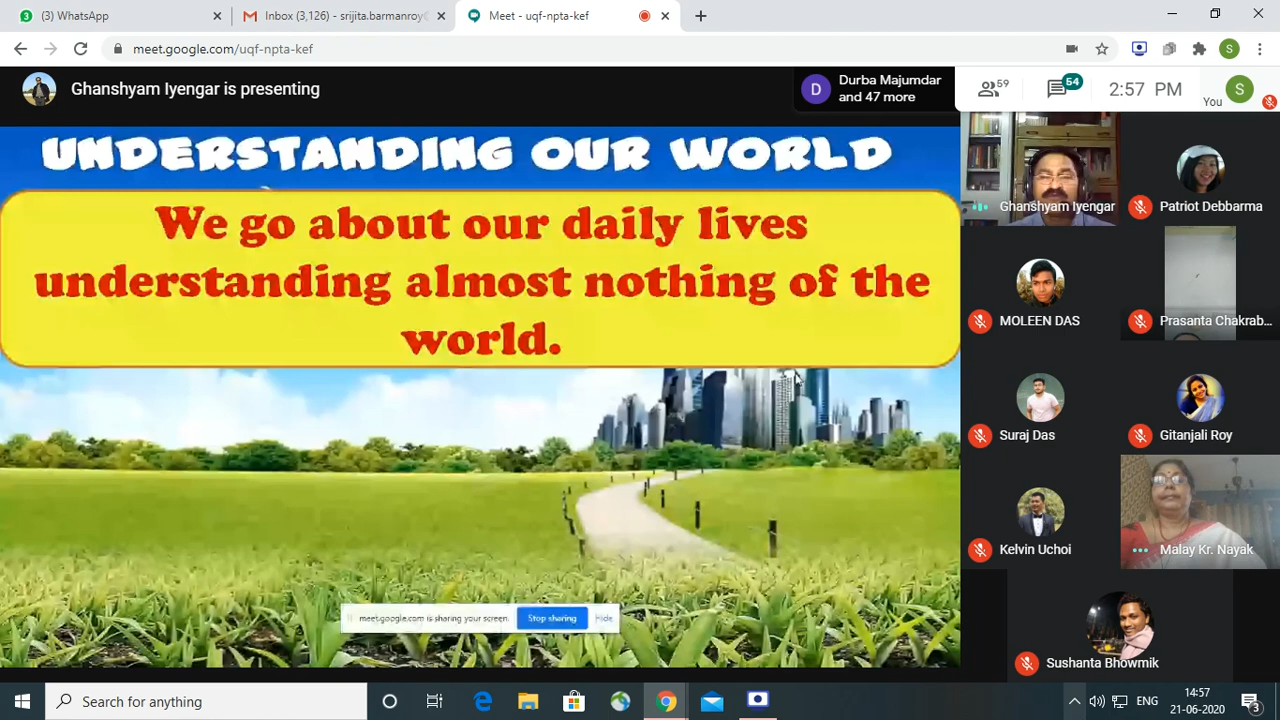 (3) WhatsApp
Inbox (3,126) - srijita.barmanroy
Meet - uqf-npta-kef
meet.google.com/uqf-npta-kef
S
Ghanshyam Iyengar is presenting
D
Durba Majumdar
and 47 more
59
54
2:57 PM
You
S
UNDERSTANDING OUR WORLD
We go about our daily lives
understanding almost nothing of the
world.
meet.google.com is sharing your screen.
Stop sharing
Hide
Ghanshyam Iyengar
Patriot Debbarma
MOLEEN DAS
Prasanta Chakrab...
Suraj Das
Gitanjali Roy
Kelvin Uchoi
Malay Kr. Nayak
Sushanta Bhowmik
Search for anything
ENG
14:57
21-06-2020
3